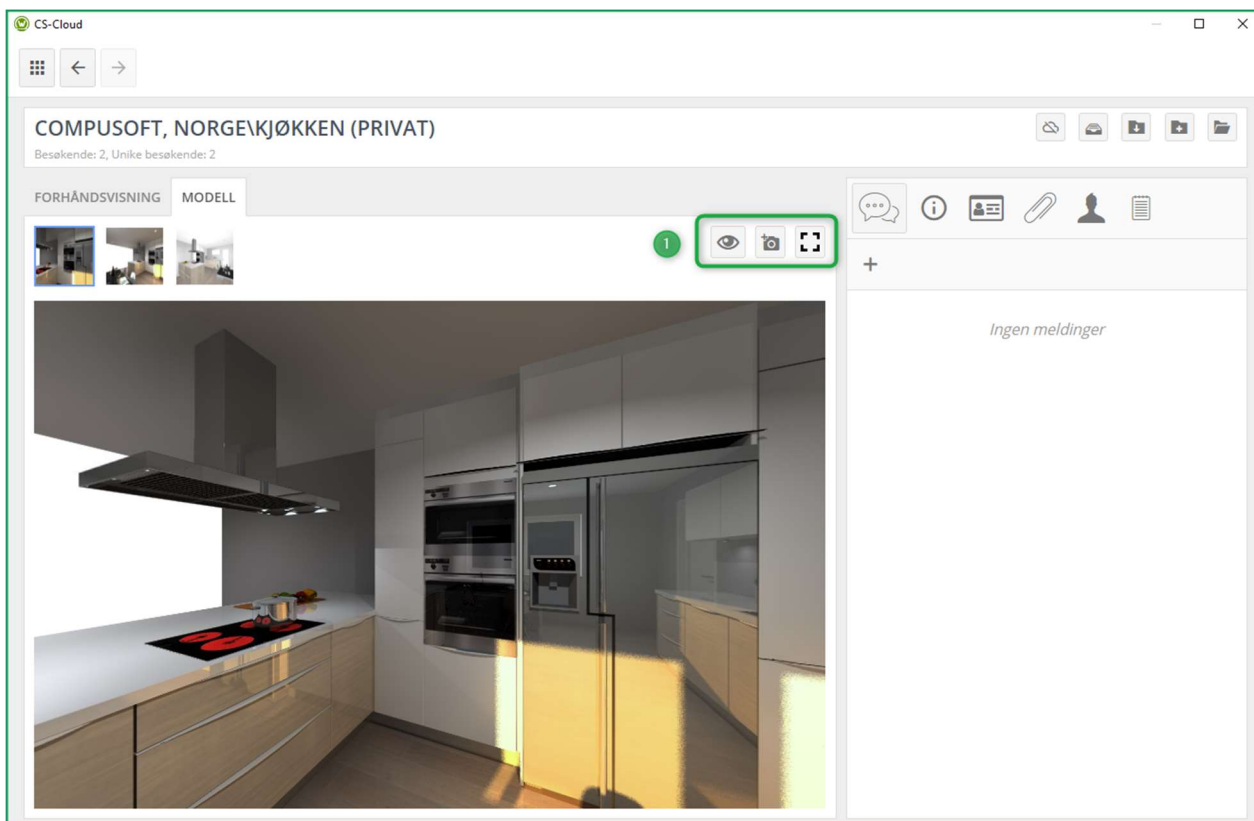 CS-Cloud
COMPUSOFT, NORGE\KJØKKEN (PRIVAT)
Besøkende: 2, Unike besøkende: 2
FORHÅNDSVISNING MODELL
1
Ingen meldinger